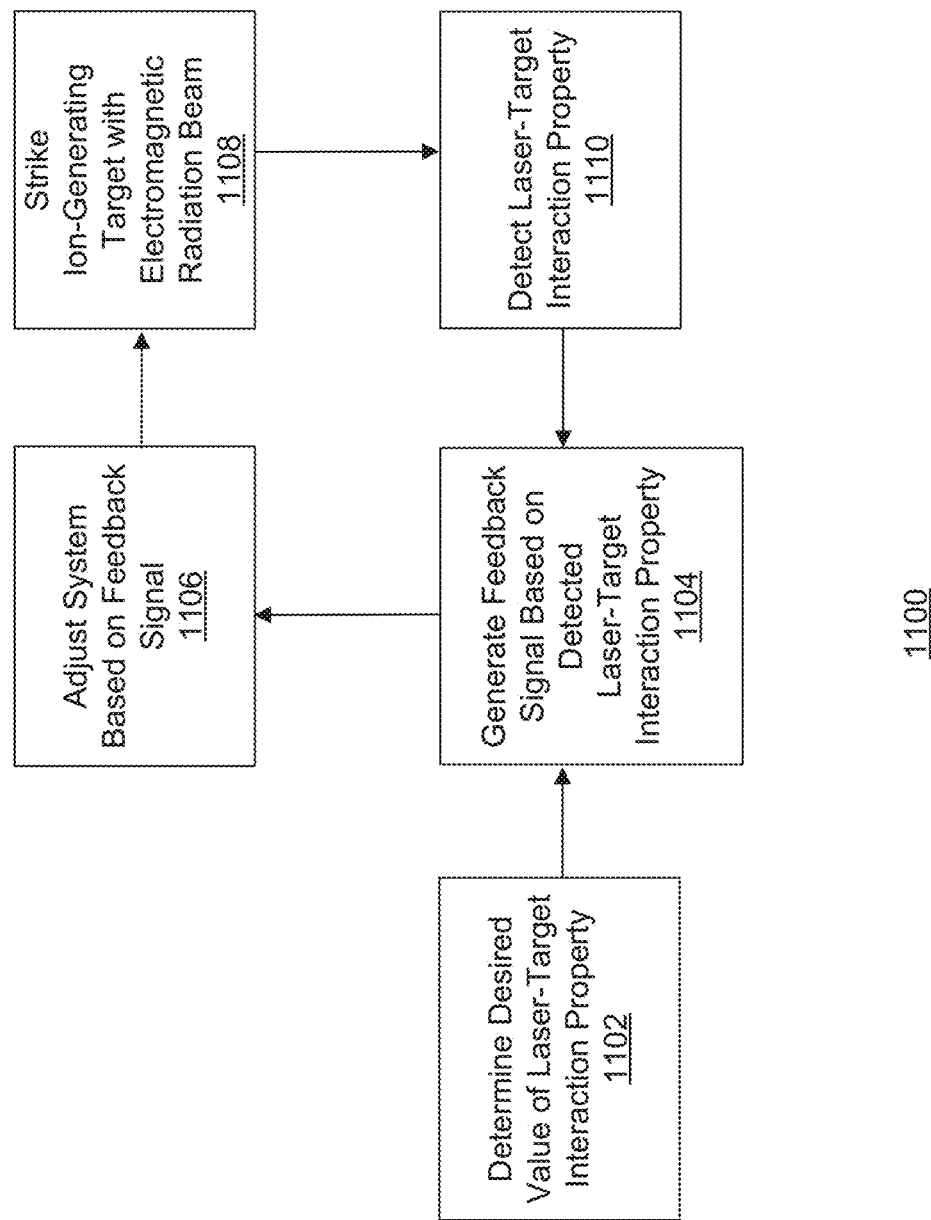 Determine Desired
Value of Laser-Target
Interaction Property
1102
Generate Feedback
Signal Based on
Detected
Laser-Target
Interaction Property
1104
Adjust System
Based on Feedback
Signal
1106
Strike
Ion-Generating
Target with
Electromagnetic
Radiation Beam
1108
Detect Laser-Target
Interaction Property
1110
1100